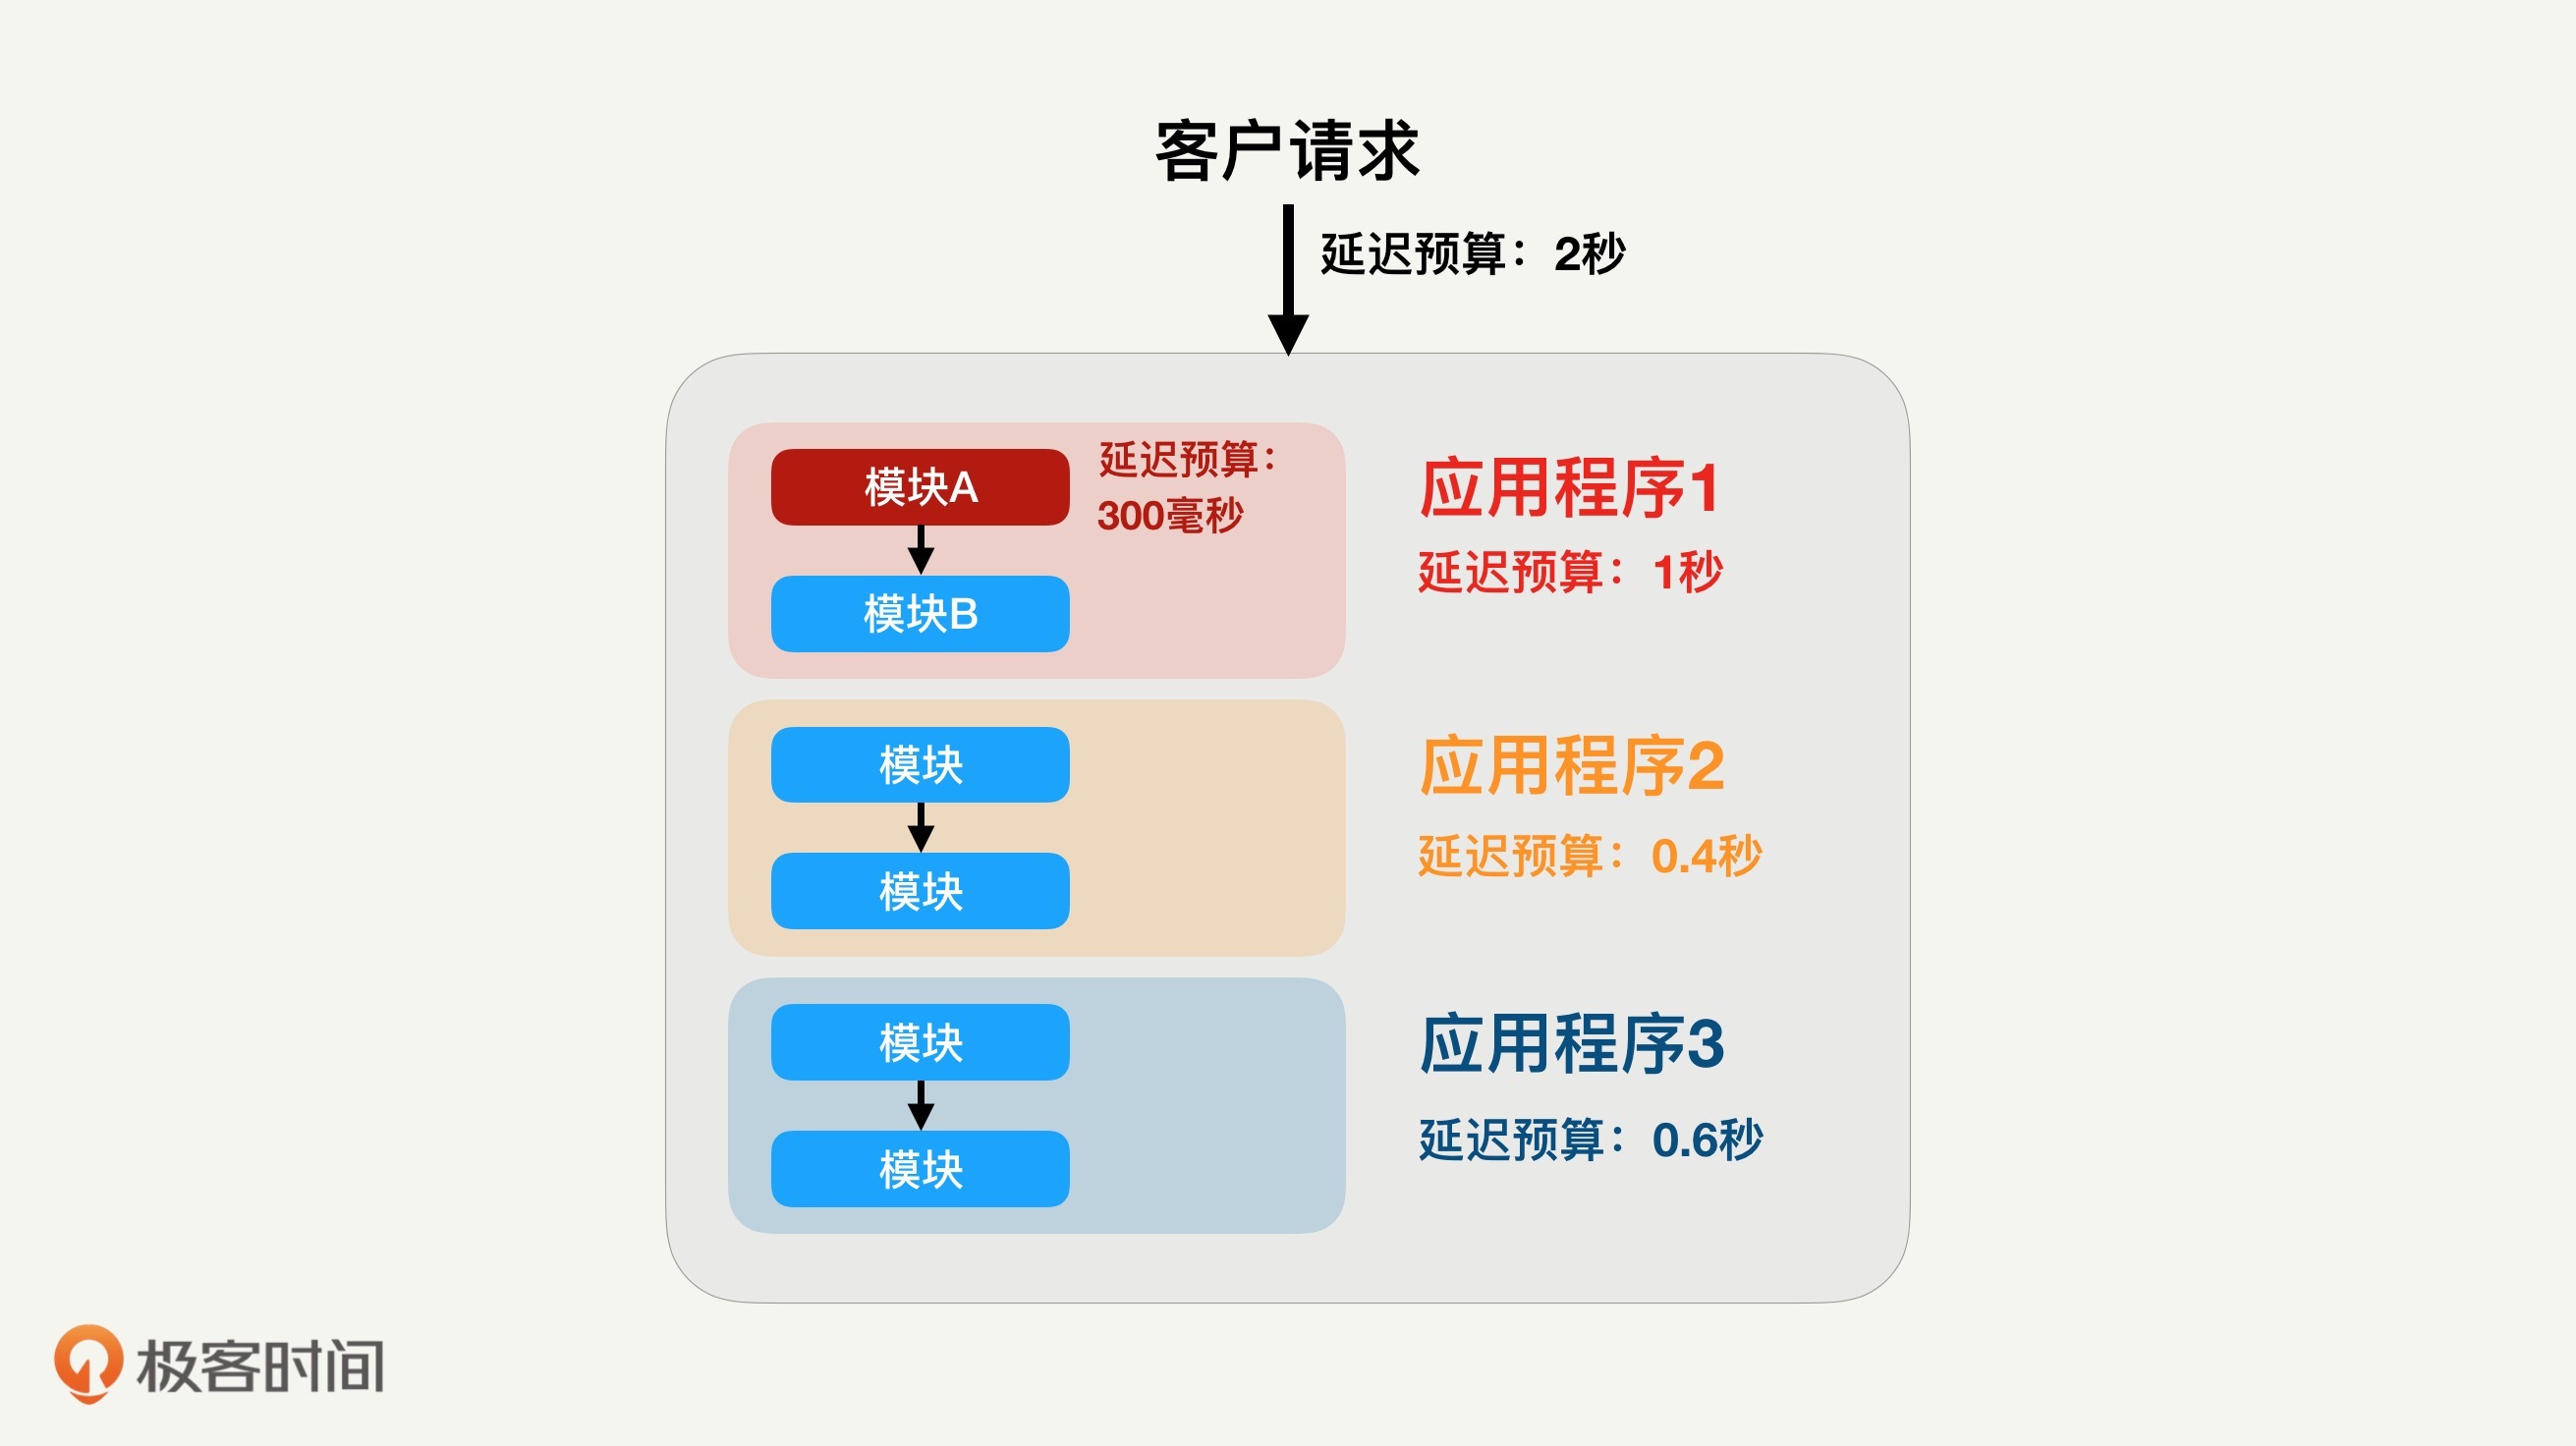 客户请求
延迟预算：2秒
模块A
延迟预算：
300毫秒
模块B
应用程序1
延迟预算：1秒
模块
模块
应用程序2
延迟预算：0.4秒
模块
模块
应用程序3
延迟预算：0.6秒
极客时间